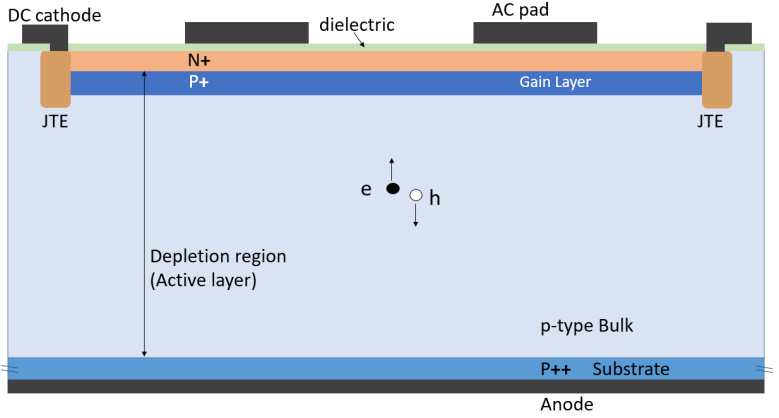 DC cathode
dielectric
AC pad
N+
P+
Gain Layer
JTE
JTE
e
h
Depletion region
(Active layer)
p-type Bulk
P++ Substrate
Anode